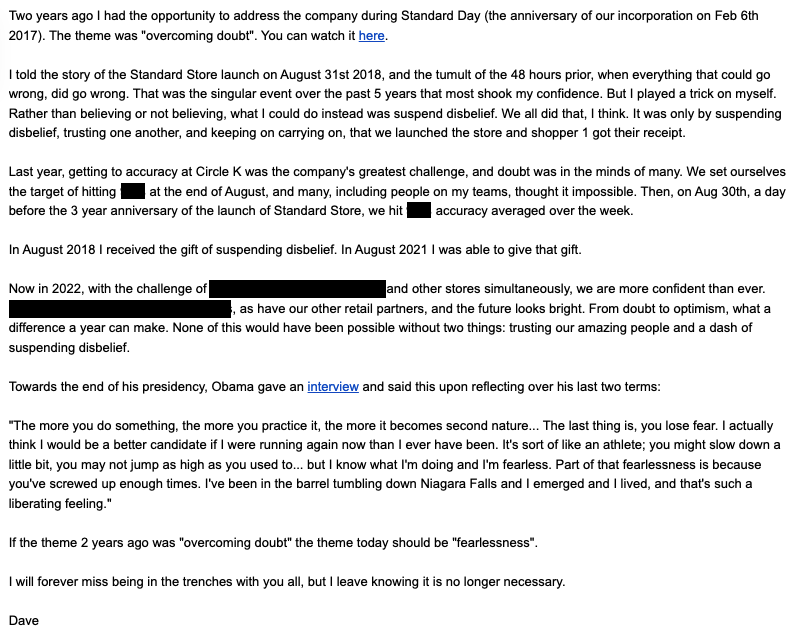 Two years ago I had the opportunity to address the company during Standard Day (the anniversary of our incorporation on Feb 6th
2017). The theme was "overcoming doubt". You can watch it here.
I told the story of the Standard Store launch on August 31st 2018, and the tumult of the 48 hours prior, when everything that could go
wrong, did go wrong. That was the singular event over the past 5 years that most shook my confidence. But I played a trick on myself.
Rather than believing or not believing, what I could do instead was suspend disbelief. We all did that, I think. It was only by suspending
disbelief, trusting one another, and keeping on carrying on, that we launched the store and shopper 1 got their receipt.
Last year, getting to accuracy at Circle K was the company's greatest challenge, and doubt was in the minds of many. We set ourselves
the target of hitting at the end of August, and many, including people on my teams, thought it impossible. Then, on Aug 30th, a day
before the 3 year anniversary of the launch of Standard Store, we hit accuracy averaged over the week.
In August 2018 I received the gift of suspending disbelief. In August 2021 I was able to give that gift.
Now in 2022, with the challenge of and other stores simultaneously, we are more confident than ever.
, as have our other retail partners, and the future looks bright. From doubt to optimism, what a
difference a year can make. None of this would have been possible without two things: trusting our amazing people and a dash of
suspending disbelief.
Towards the end of his presidency, Obama gave an interview and said this upon reflecting over his last two terms:
"The more you do something, the more you practice it, the more it becomes second nature... The last thing is, you lose fear. I actually
think I would be a better candidate if I were running again now than I ever have been. It's sort of like an athlete; you might slow down a
little bit, you may not jump as high as you used to... but I know what I'm doing and I'm fearless. Part of that fearlessness is because
you've screwed up enough times. I've been in the barrel tumbling down Niagara Falls and I emerged and I lived, and that's such a
liberating feeling."
If the theme 2 years ago was "overcoming doubt" the theme today should be "fearlessness".
I will forever miss being in the trenches with you all, but I leave knowing it is no longer necessary.
Dave